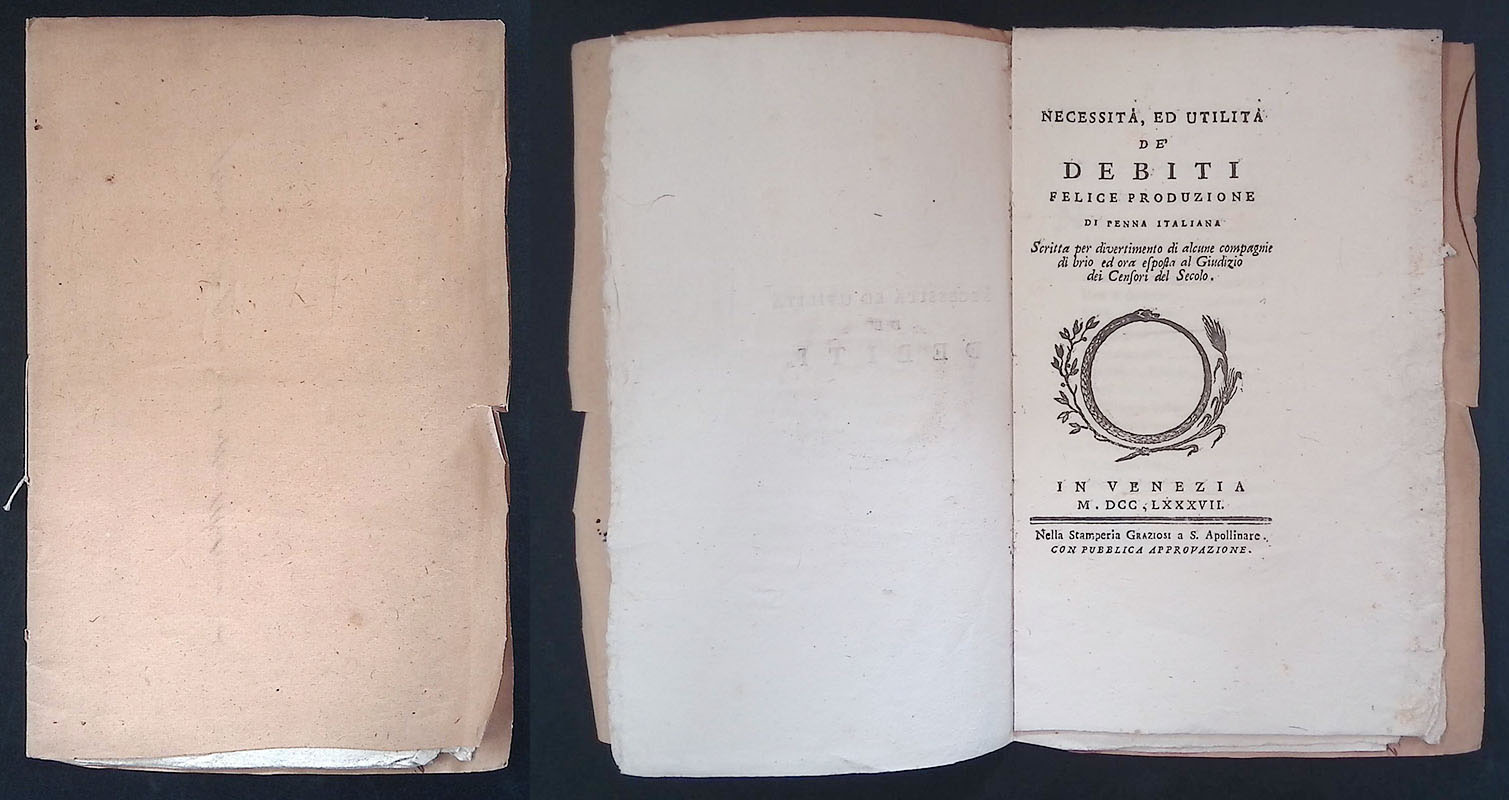 NECESSITÀ, ED UTILITÀ
DE'
DEBITI
FELICE PRODUZIONE
DI PENNA ITALIANA
Scritta per divertimento di alcune compagnie
di brio ed ora eſpoſta al Giudizio
dei Cenſori del Secolo.
IN VENEZIA
M. DCC, LXXXVII.
Nella Stamperia GRAZIOSI a S. Apollinare.
CON PUBBLICA APPROVAZIONE.